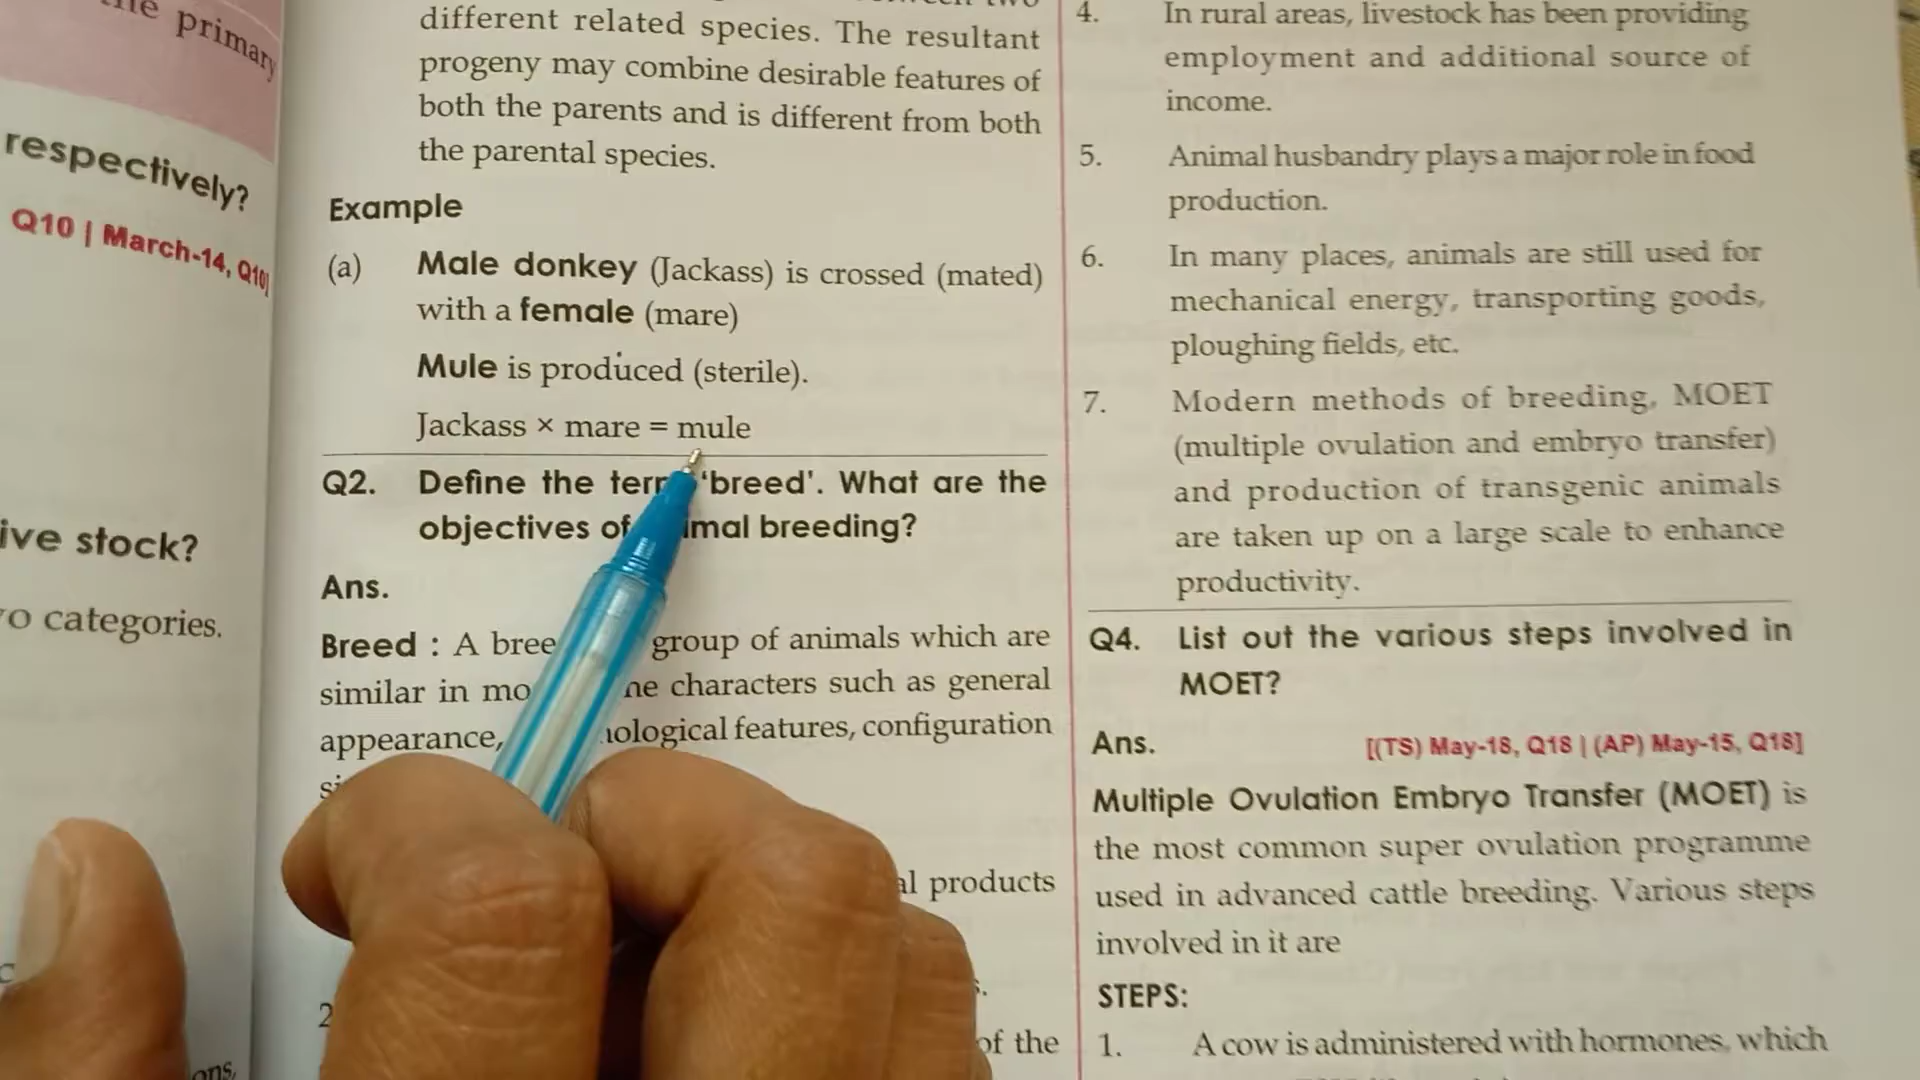 the primary
respectively?
Q10 | March-14, Q10]
ive stock?
o categories.
ons,
different related species. The resultant
progeny may combine desirable features of
both the parents and is different from both
the parental species.
Example
(a) Male donkey (Jackass) is crossed (mated)
with a female (mare)
Mule is produced (sterile).
Jackass × mare = mule
Q2. Define the ter 'breed'. What are the
objectives of imal breeding?
Ans.
Breed : A bree group of animals which are
similar in mo characters such as general
appearance, ological features, configuration
al products
2
of the
4. In rural areas, livestock has been providing
employment and additional source of
income.
5. Animal husbandry plays a major role in food
production.
6. In many places, animals are still used for
mechanical energy, transporting goods,
ploughing fields, etc.
7. Modern methods of breeding, MOET
(multiple ovulation and embryo transfer)
and production of transgenic animals
are taken up on a large scale to enhance
productivity.
Q4. List out the various steps involved in
MOET?
Ans. [(TS) May-18, Q18 | (AP) May-15, Q18]
Multiple Ovulation Embryo Transfer (MOET) is
the most common super ovulation programme
used in advanced cattle breeding. Various steps
involved in it are
STEPS:
1. A cow is administered with hormones, which